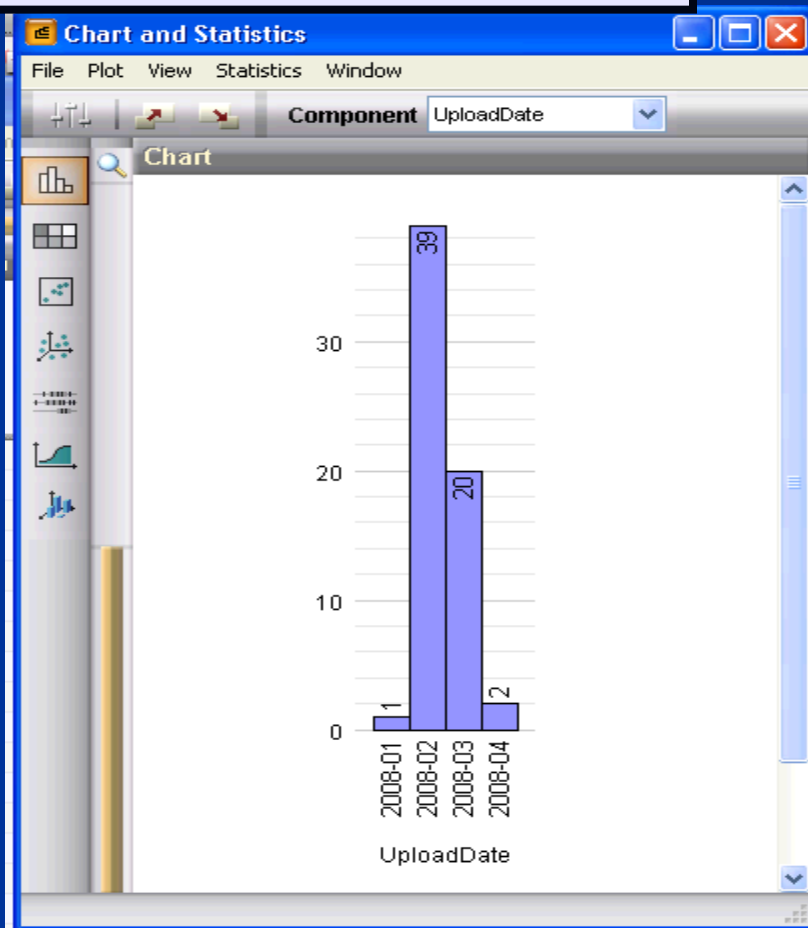 Chart and Statistics
File Plot View Statistics Window
Component UploadDate
Chart
39
30
20
20
10
1
2
0
2008-01
2008-02
2008-03
2008-04
UploadDate